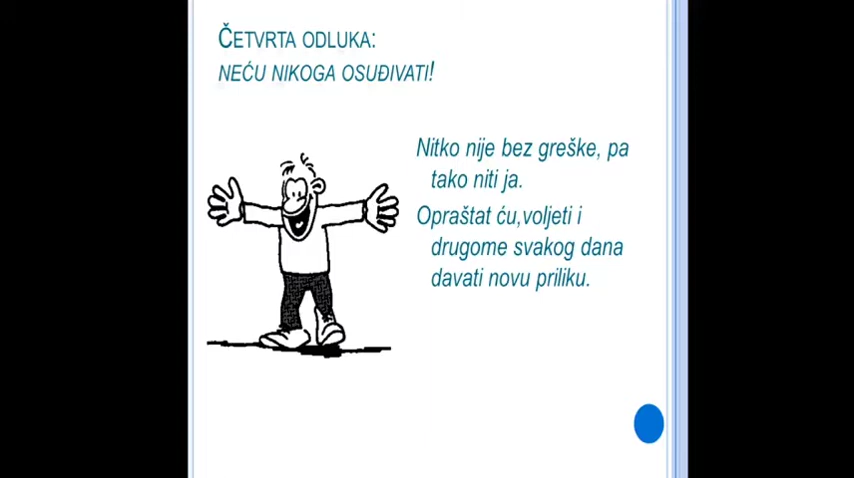 ČETVRTA ODLUKA:
NEĆU NIKOGA OSUĐIVATI!
Nitko nije bez greške, pa
tako niti ja.
Opraštat ću,voljeti i
drugome svakog dana
davati novu priliku.